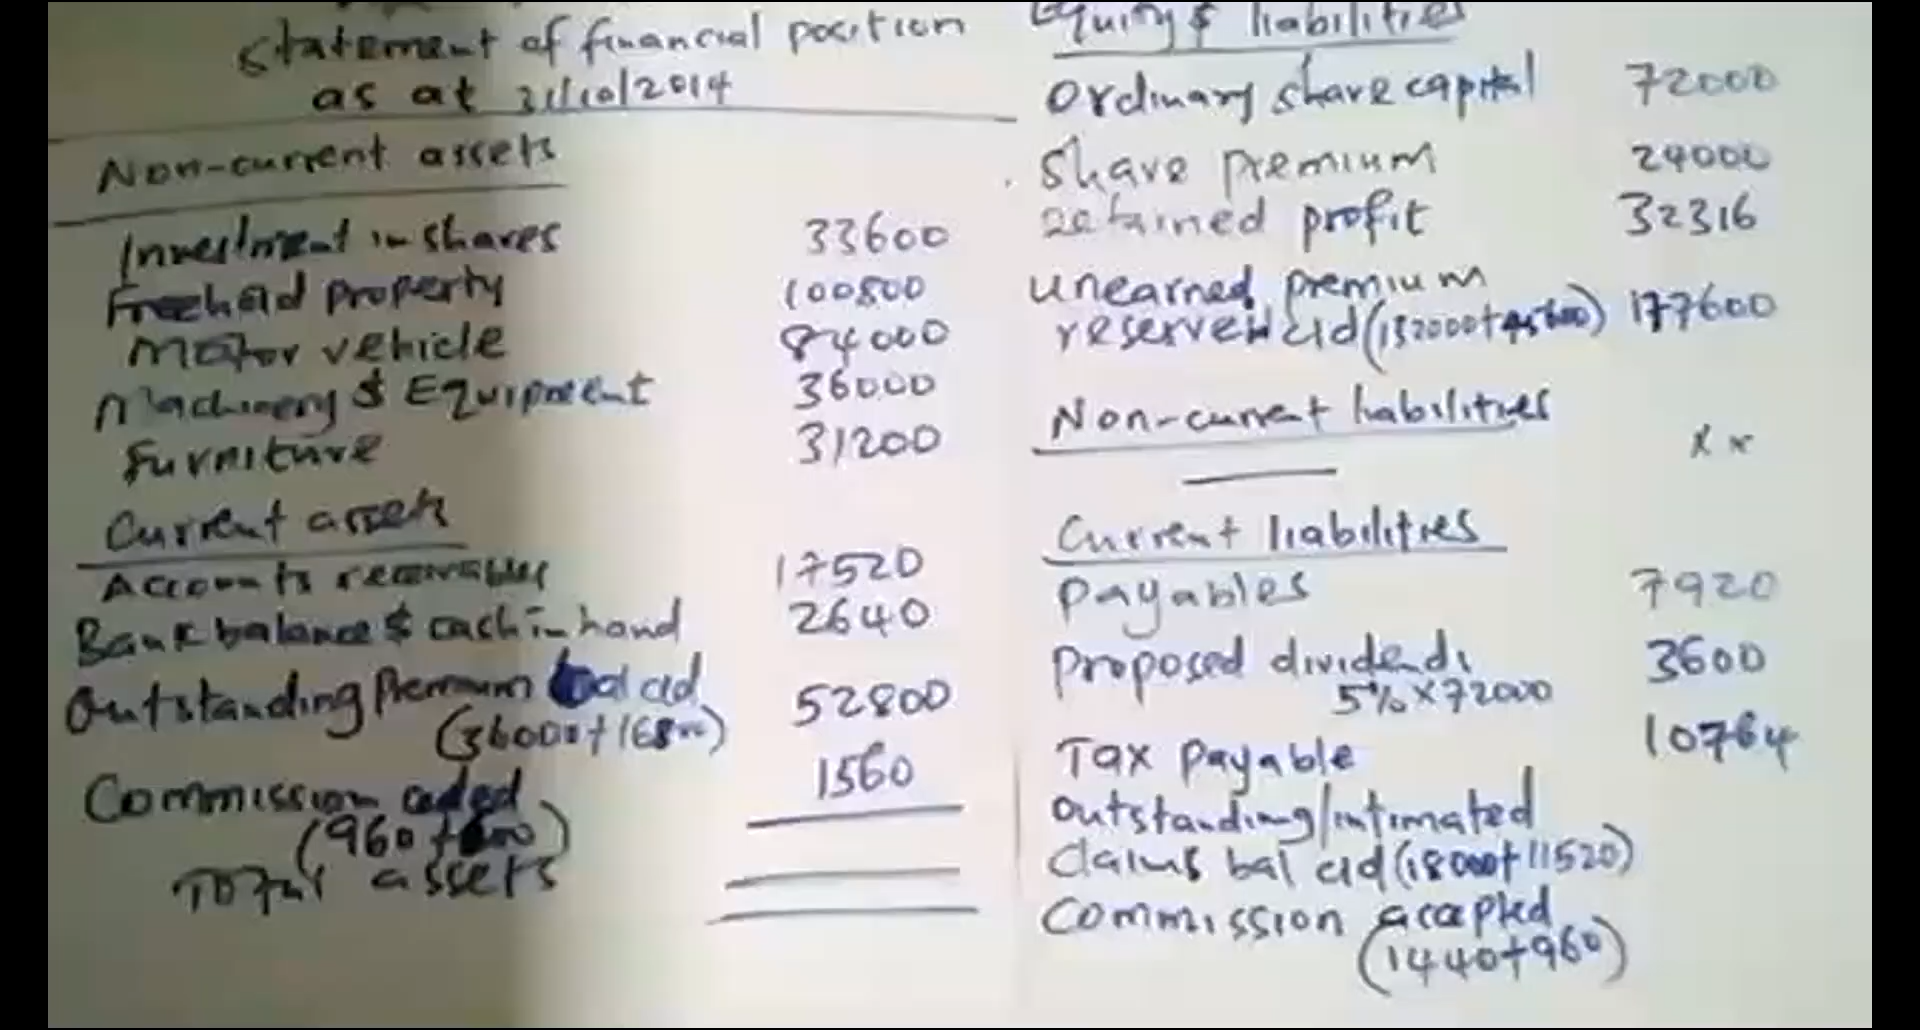 Statement of financial position
as at 31/10/2014
Non-current assets
Investment in shares 33600
Freehold property 100800
Motor vehicle 84000
Machinery & Equipment 36000
Furniture 31200
Current assets
Accounts receivables 17520
Bank balance & cash in hand 2640
Outstanding Premium bal c/d 52800
(36000+16800)
Commission ceded 1560
(960+600)
Total assets
Equity & liabilities
Ordinary share capital 72000
Share premium 24000
retained profit 32316
unearned premium
reserve c/d (132000+45600) 177600
Non-current liabilities
x x
Current liabilities
Payables 7920
Proposed dividends 3600
5% x 72000
Tax payable 10764
Outstanding/intimated
claims bal c/d (18000+11520)
Commission accepted
(1440+960)